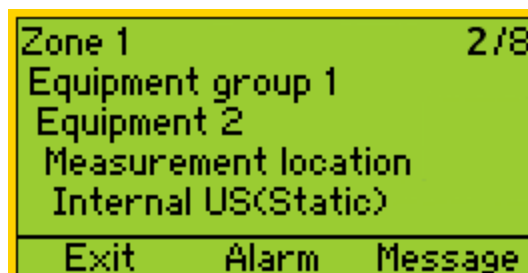 Zone 1 2/8
Equipment group 1
Equipment 2
Measurement location
Internal US(Static)
Exit Alarm Message